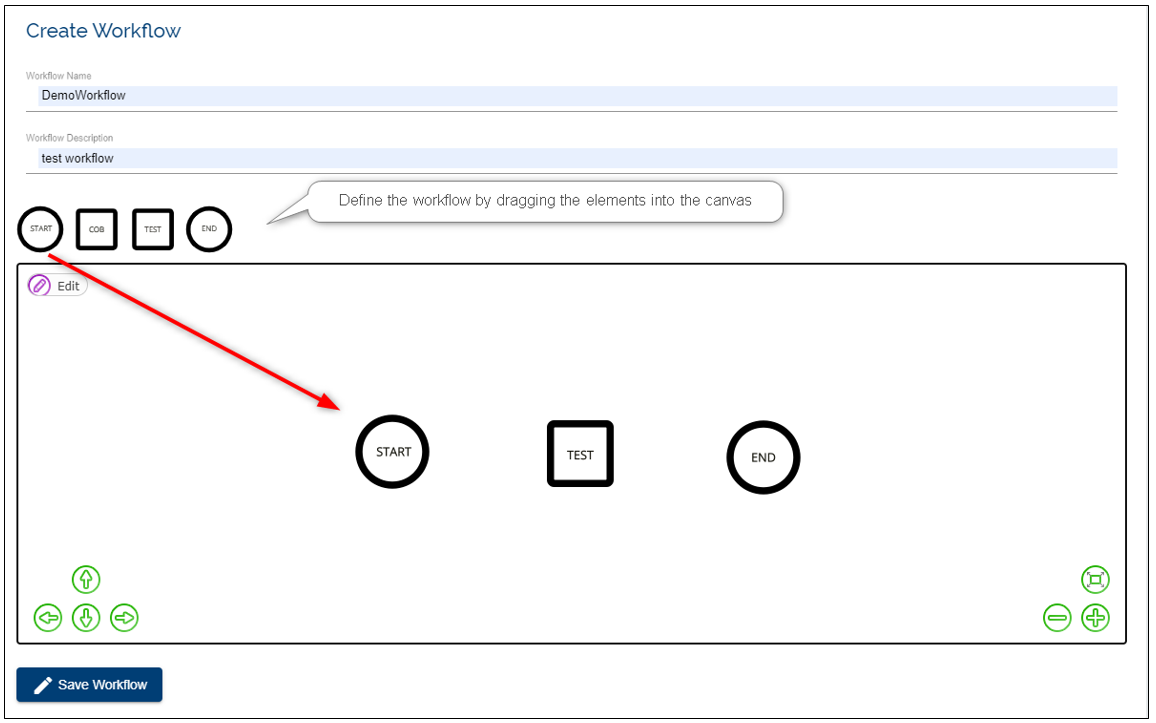 Create Workflow
Workflow Name
DemoWorkflow
Workflow Description
test workflow
Define the workflow by dragging the elements into the canvas
START COB TEST END
Edit
START TEST END
Save Workflow